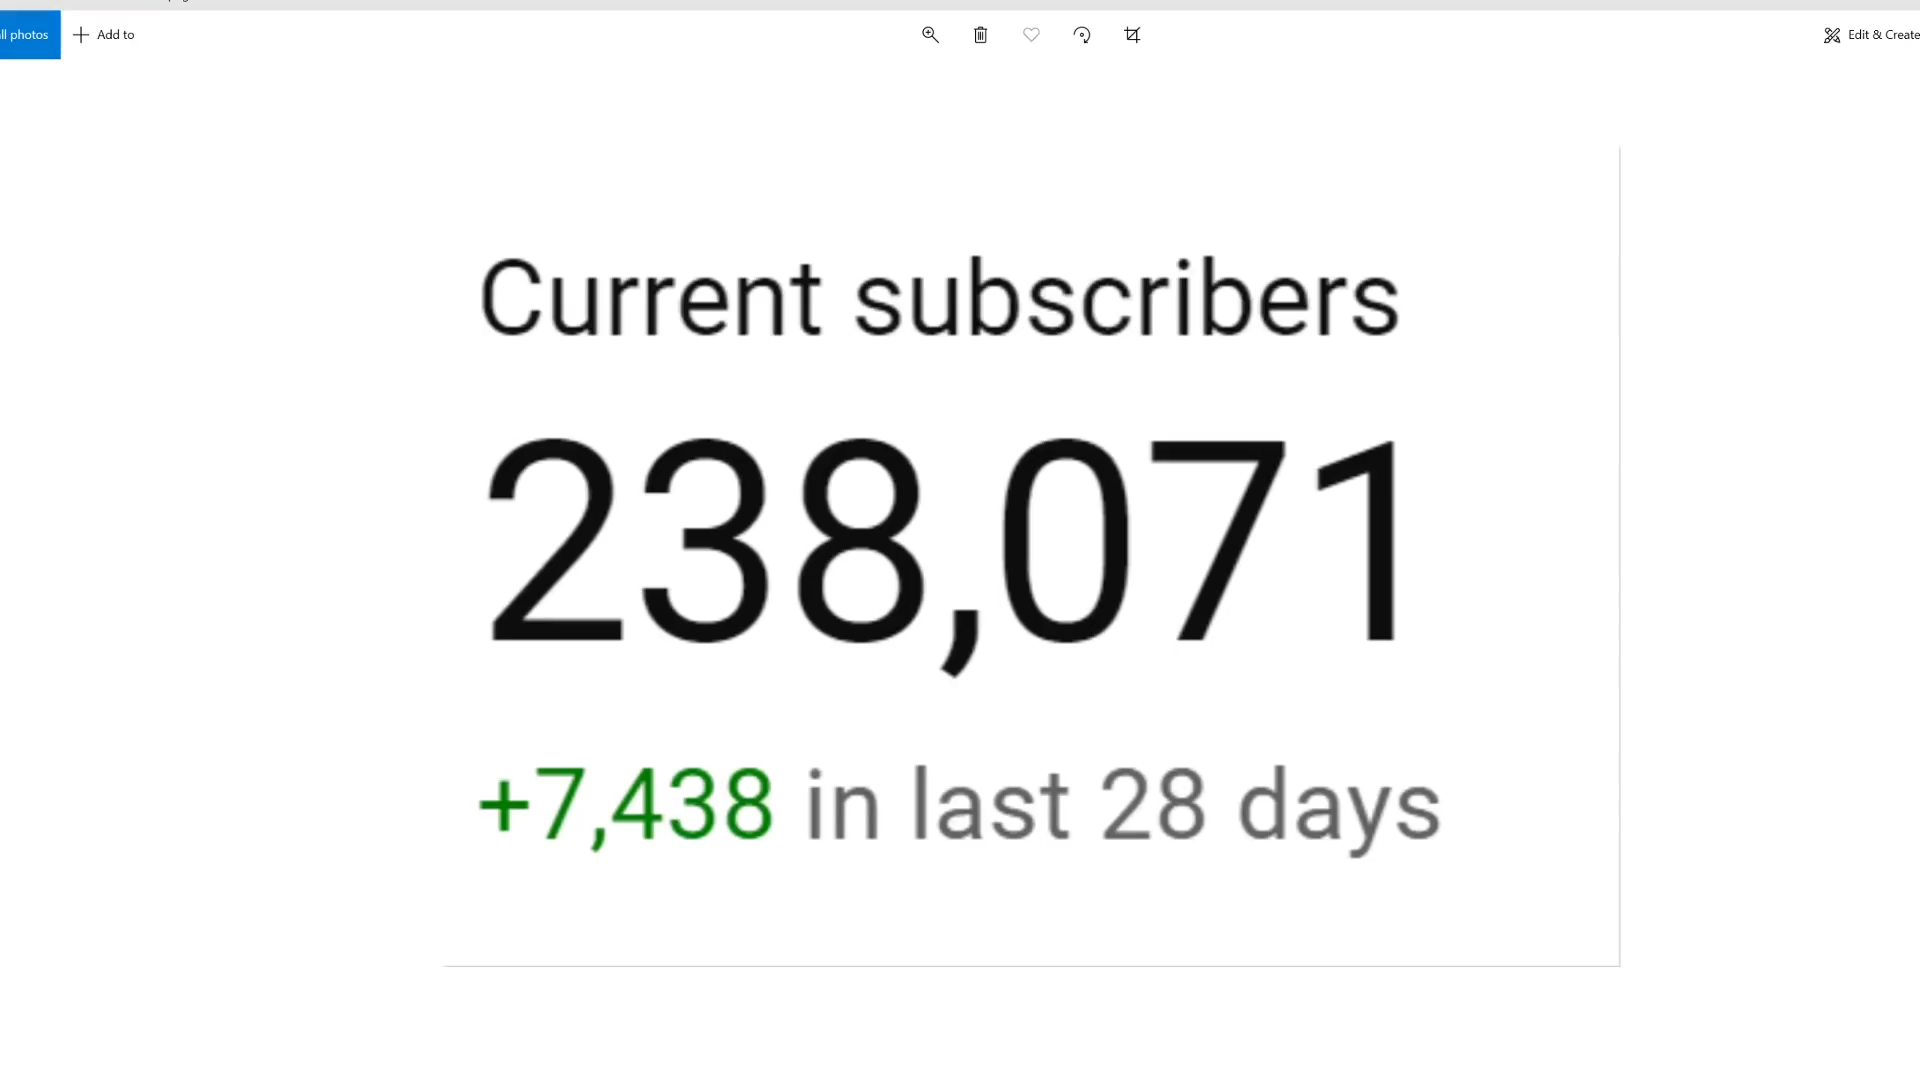 ll photos
Add to
Edit & Create
Current subscribers
238,071
+7,438 in last 28 days